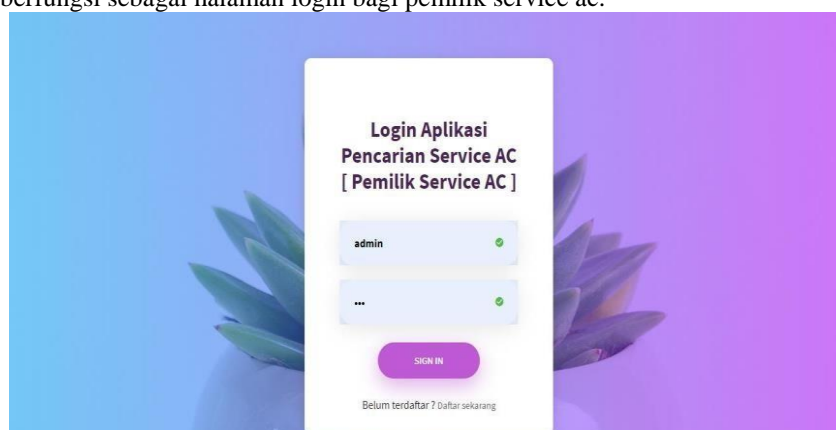 berfungsi sebagai halaman login bagi pemilik service ac.
Login Aplikasi
Pencarian Service AC
[ Pemilik Service AC ]
admin
•••
SIGN IN
Belum terdaftar ? Daftar sekarang